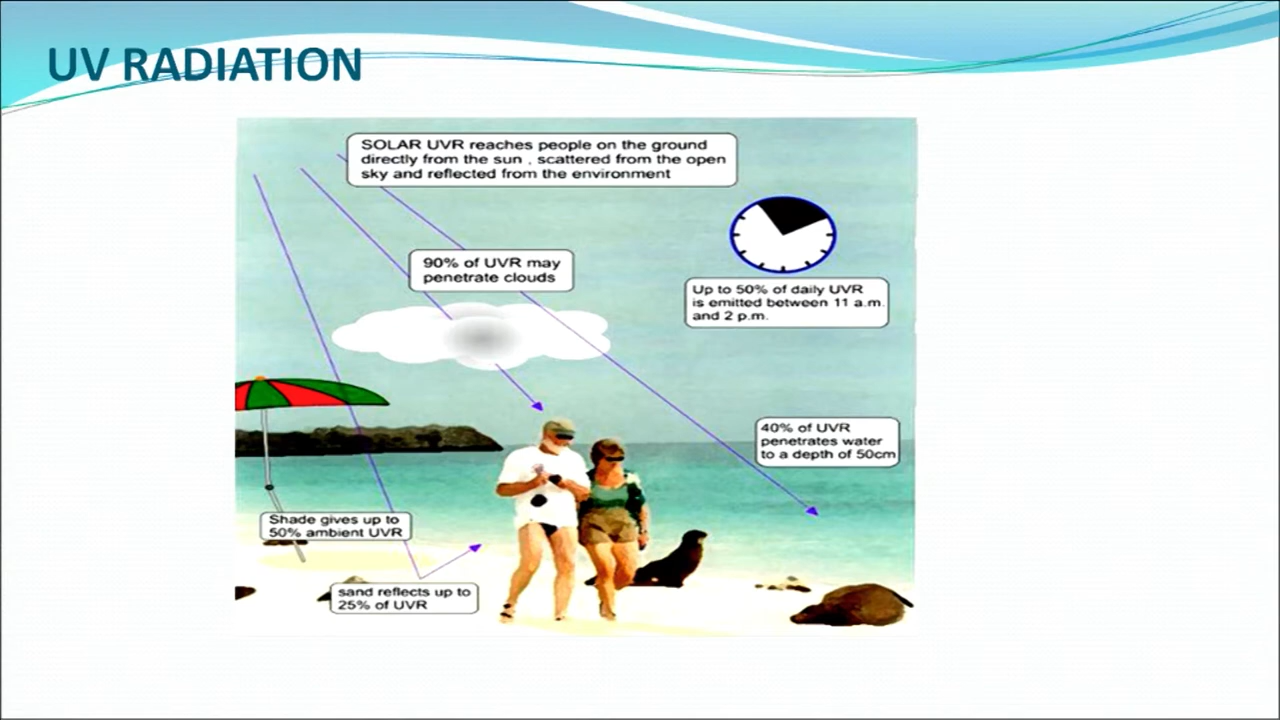 UV RADIATION
SOLAR UVR reaches people on the ground
directly from the sun , scattered from the open
sky and reflected from the environment
90% of UVR may
penetrate clouds
Up to 50% of daily UVR
is emitted between 11 a.m.
and 2 p.m.
40% of UVR
penetrates water
to a depth of 50cm
Shade gives up to
50% ambient UVR
sand reflects up to
25% of UVR